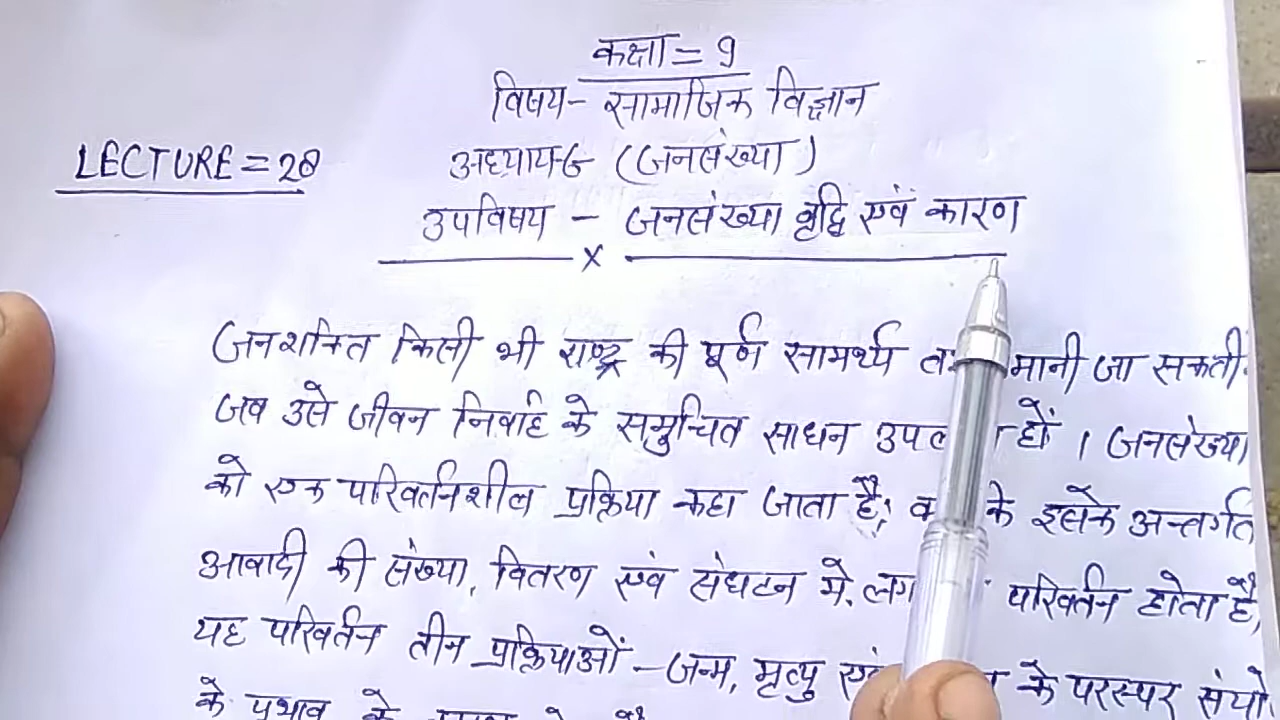 कक्षा = 9
विषय - सामाजिक विज्ञान
LECTURE = 28
अध्याय-6 (जनसंख्या)
उपविषय - जनसंख्या वृद्धि एवं कारण
x
जनशक्ति किसी भी राष्ट्र की पूर्ण सामर्थ्य मानी जा सकती
जब उसे जीवन निर्वाह के समुचित साधन हों । जनसंख्या
को एक परिवर्तनशील प्रक्रिया कहा जाता है; इसके अन्तर्गत
आबादी की संख्या, वितरण एवं संघटन में परिवर्तन होता है,
यह परिवर्तन तीन प्रक्रियाओं - जन्म, मृत्यु के परस्पर
के प्रभाव के